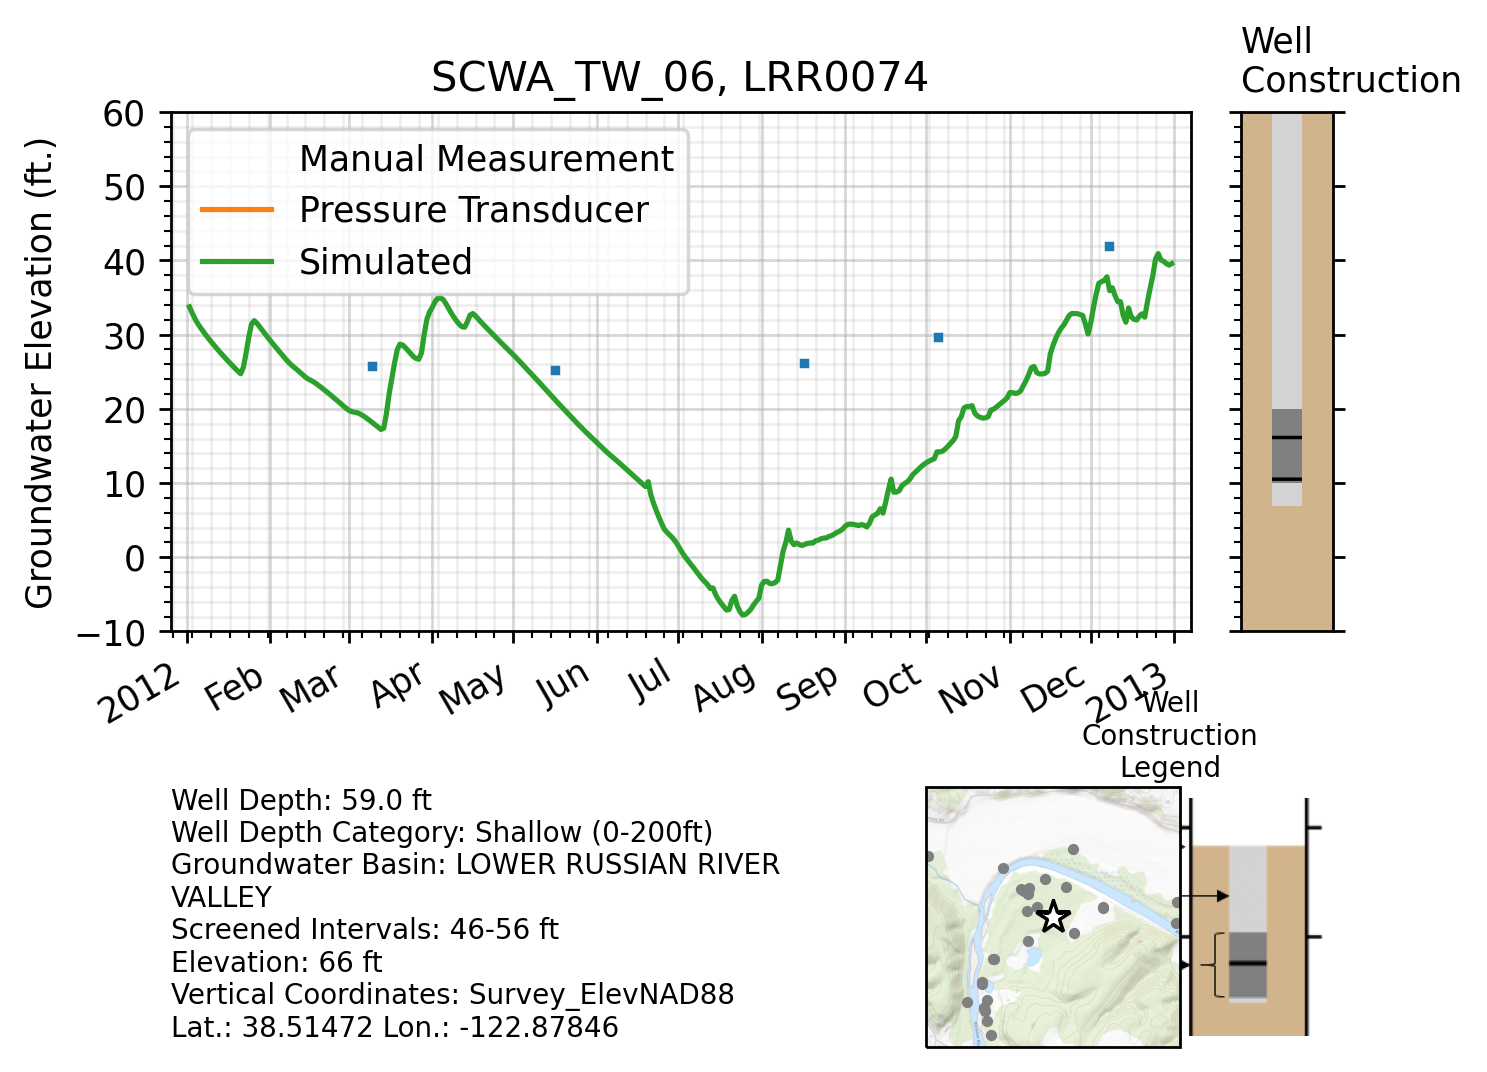 Well
Construction
SCWA_TW_06, LRR0074
Groundwater Elevation (ft.)
60
50
40
30
20
10
0
−10
Manual Measurement
Pressure Transducer
Simulated
2012
Feb
Mar
Apr
May
Jun
Jul
Aug
Sep
Oct
Nov
Dec
2013
Well
Construction
Legend
Well Depth: 59.0 ft
Well Depth Category: Shallow (0-200ft)
Groundwater Basin: LOWER RUSSIAN RIVER
VALLEY
Screened Intervals: 46-56 ft
Elevation: 66 ft
Vertical Coordinates: Survey_ElevNAD88
Lat.: 38.51472 Lon.: -122.87846